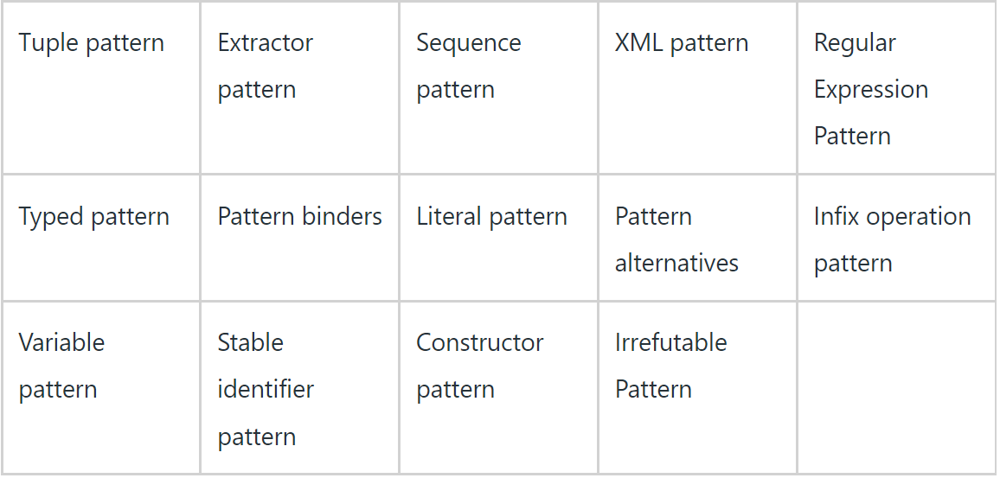 Tuple pattern
Extractor
pattern
Sequence
pattern
XML pattern
Regular
Expression
Pattern
Typed pattern
Pattern binders
Literal pattern
Pattern
alternatives
Infix operation
pattern
Variable
pattern
Stable
identifier
pattern
Constructor
pattern
Irrefutable
Pattern